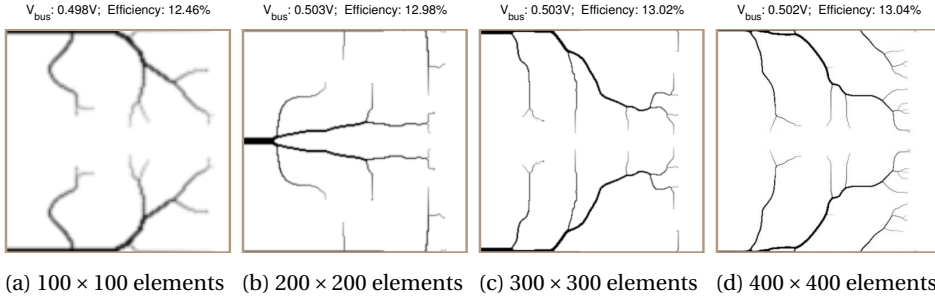 V_bus: 0.498V; Efficiency: 12.46%
V_bus: 0.503V; Efficiency: 12.98%
V_bus: 0.503V; Efficiency: 13.02%
V_bus: 0.502V; Efficiency: 13.04%
(a) 100 × 100 elements
(b) 200 × 200 elements
(c) 300 × 300 elements
(d) 400 × 400 elements